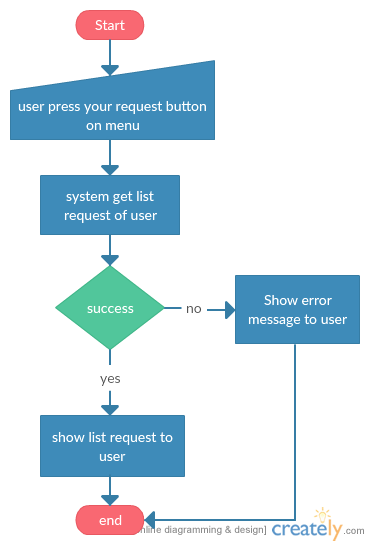 Start
user press your request button
on menu
system get list
request of user
success
no
Show error
message to user
yes
show list request to
user
end
diagramming & design]
creately.com